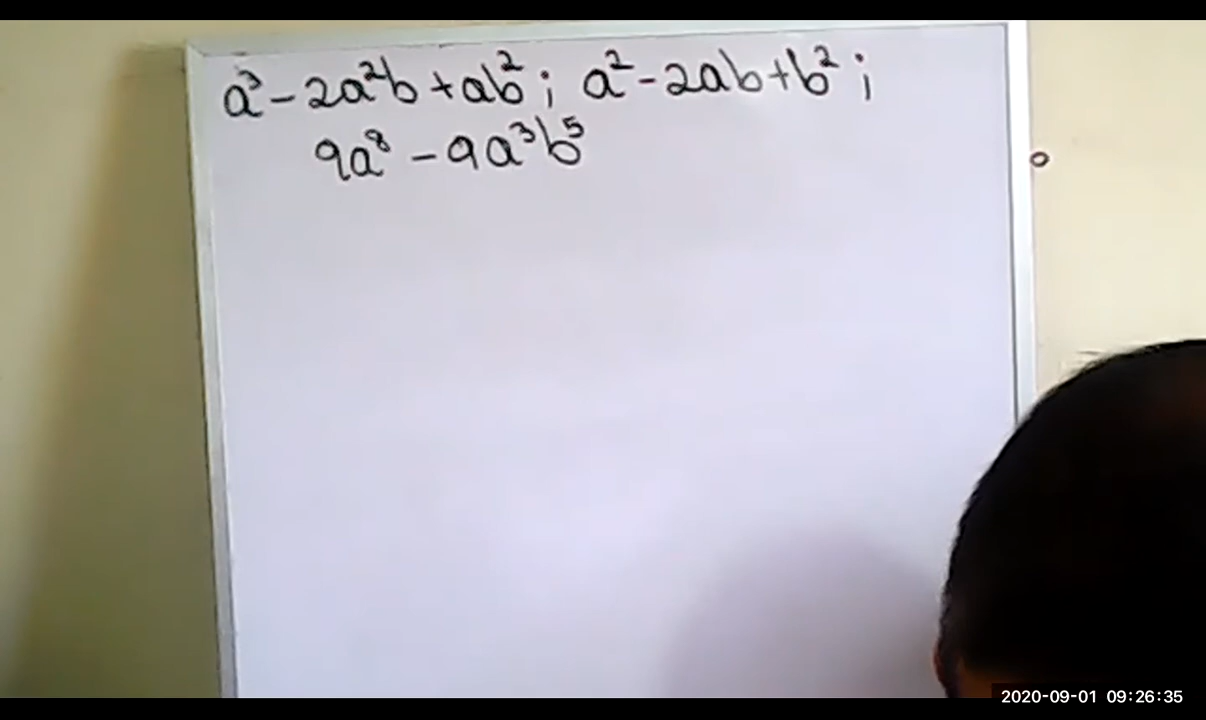 a³ - 2a²b + ab² ; a² - 2ab + b² ;
9a⁸ - 9a³b⁵
2020-09-01 09:26:35